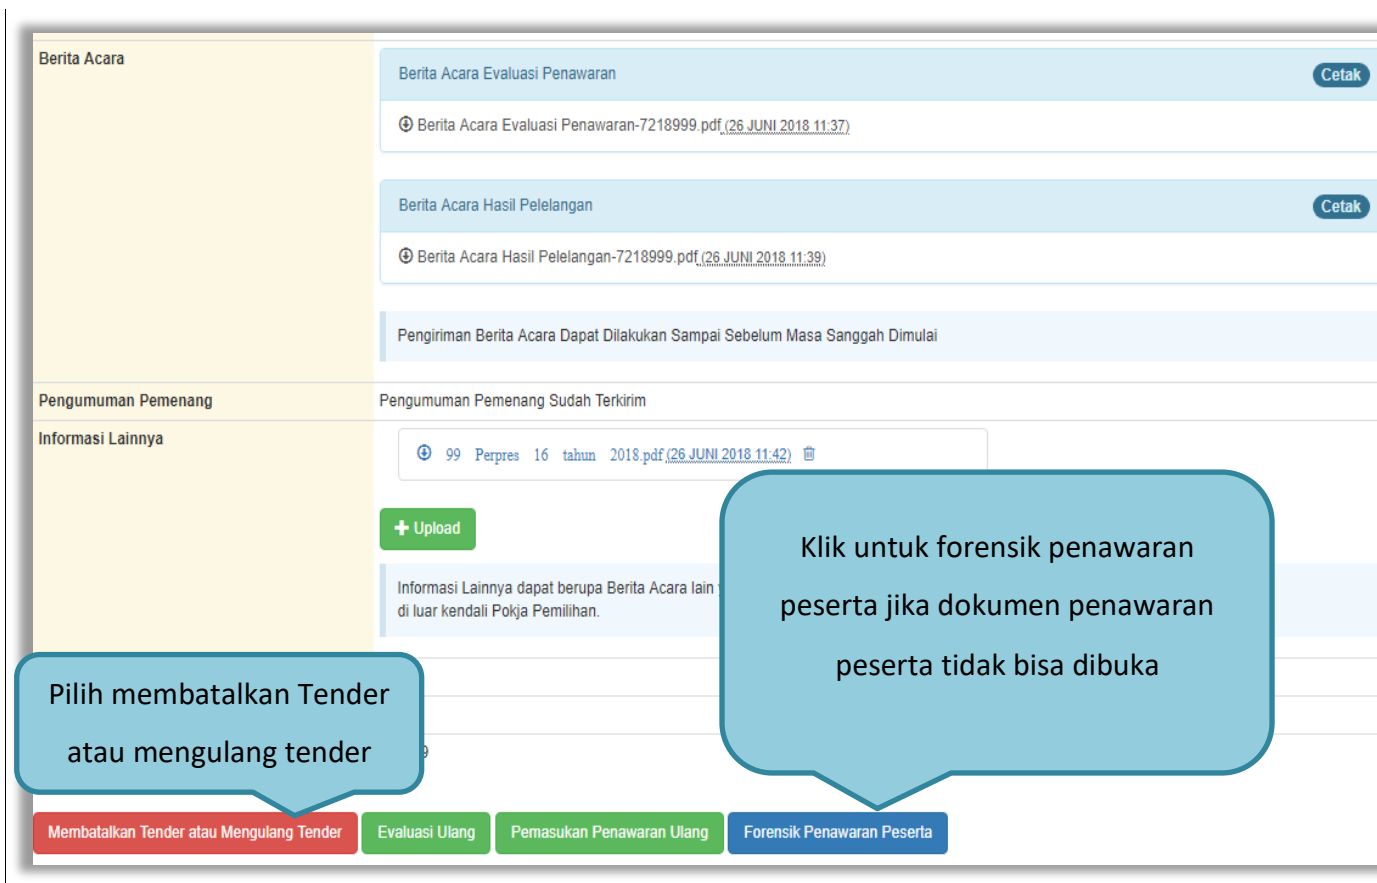 Berita Acara
Berita Acara Evaluasi Penawaran
Cetak
Berita Acara Evaluasi Penawaran-7218999.pdf (26 JUNI 2018 11:37)
Berita Acara Hasil Pelelangan
Cetak
Berita Acara Hasil Pelelangan-7218999.pdf (26 JUNI 2018 11:39)
Pengiriman Berita Acara Dapat Dilakukan Sampai Sebelum Masa Sanggah Dimulai
Pengumuman Pemenang
Pengumuman Pemenang Sudah Terkirim
Informasi Lainnya
99 Perpres 16 tahun 2018.pdf (26 JUNI 2018 11:42)
Upload
Informasi Lainnya dapat berupa Berita Acara lain
di luar kendali Pokja Pemilihan.
Klik untuk forensik penawaran
peserta jika dokumen penawaran
peserta tidak bisa dibuka
Pilih membatalkan Tender
atau mengulang tender
Membatalkan Tender atau Mengulang Tender
Evaluasi Ulang
Pemasukan Penawaran Ulang
Forensik Penawaran Peserta